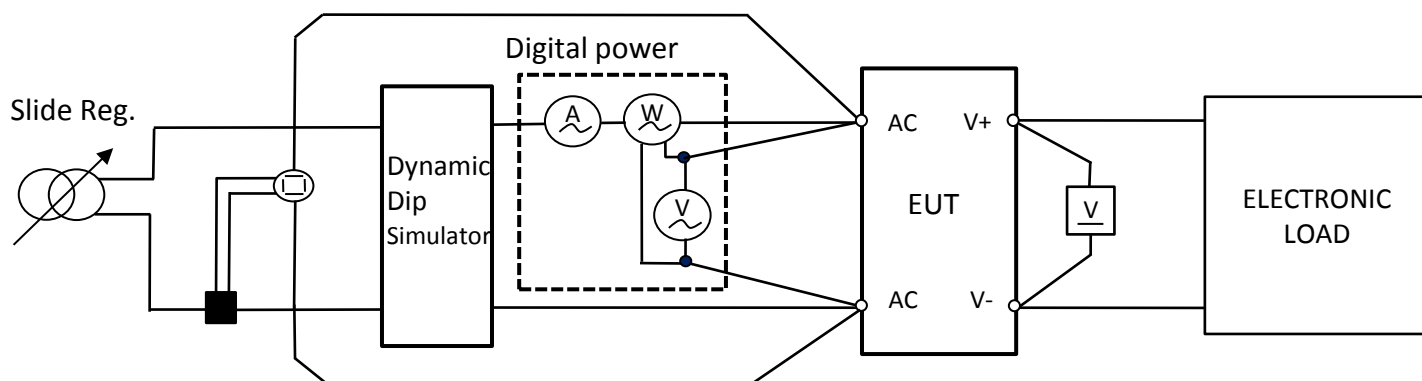 Digital power
Slide Reg.
A
W
AC
V+
Dynamic
Dip
Simulator
V
EUT
V
ELECTRONIC
LOAD
AC
V-